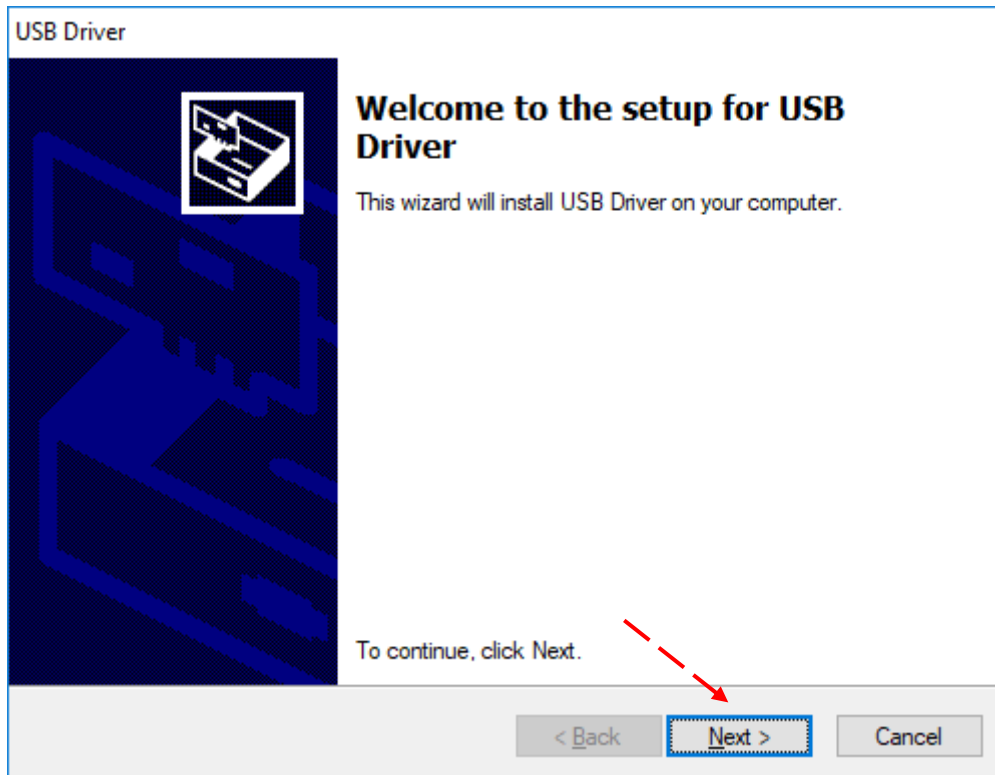 USB Driver
Welcome to the setup for USB
Driver
This wizard will install USB Driver on your computer.
To continue, click Next.
< Back
Next >
Cancel